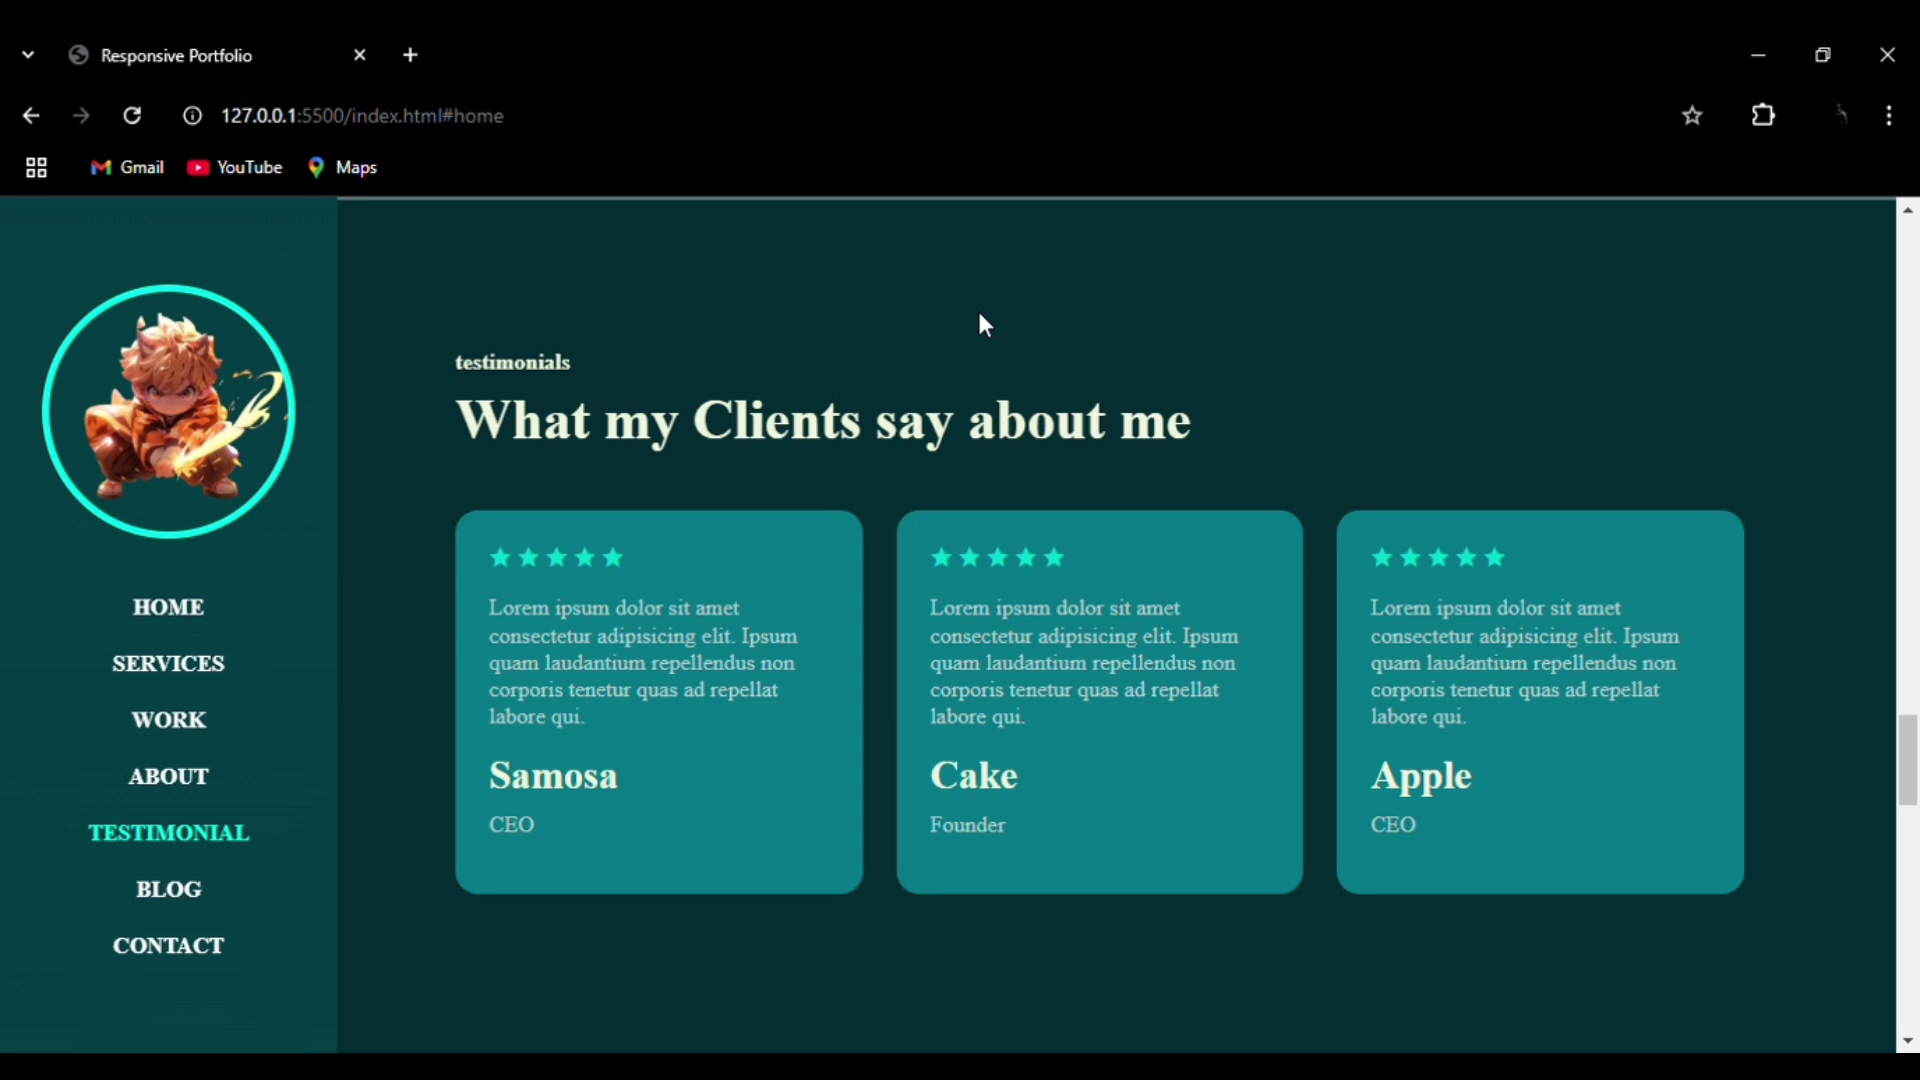 Responsive Portfolio
127.0.0.1:5500/index.html#home
Gmail YouTube Maps
HOME
SERVICES
WORK
ABOUT
TESTIMONIAL
BLOG
CONTACT
testimonials
What my Clients say about me
Lorem ipsum dolor sit amet
consectetur adipisicing elit. Ipsum
quam laudantium repellendus non
corporis tenetur quas ad repellat
labore qui.
Samosa
CEO
Lorem ipsum dolor sit amet
consectetur adipisicing elit. Ipsum
quam laudantium repellendus non
corporis tenetur quas ad repellat
labore qui.
Cake
Founder
Lorem ipsum dolor sit amet
consectetur adipisicing elit. Ipsum
quam laudantium repellendus non
corporis tenetur quas ad repellat
labore qui.
Apple
CEO